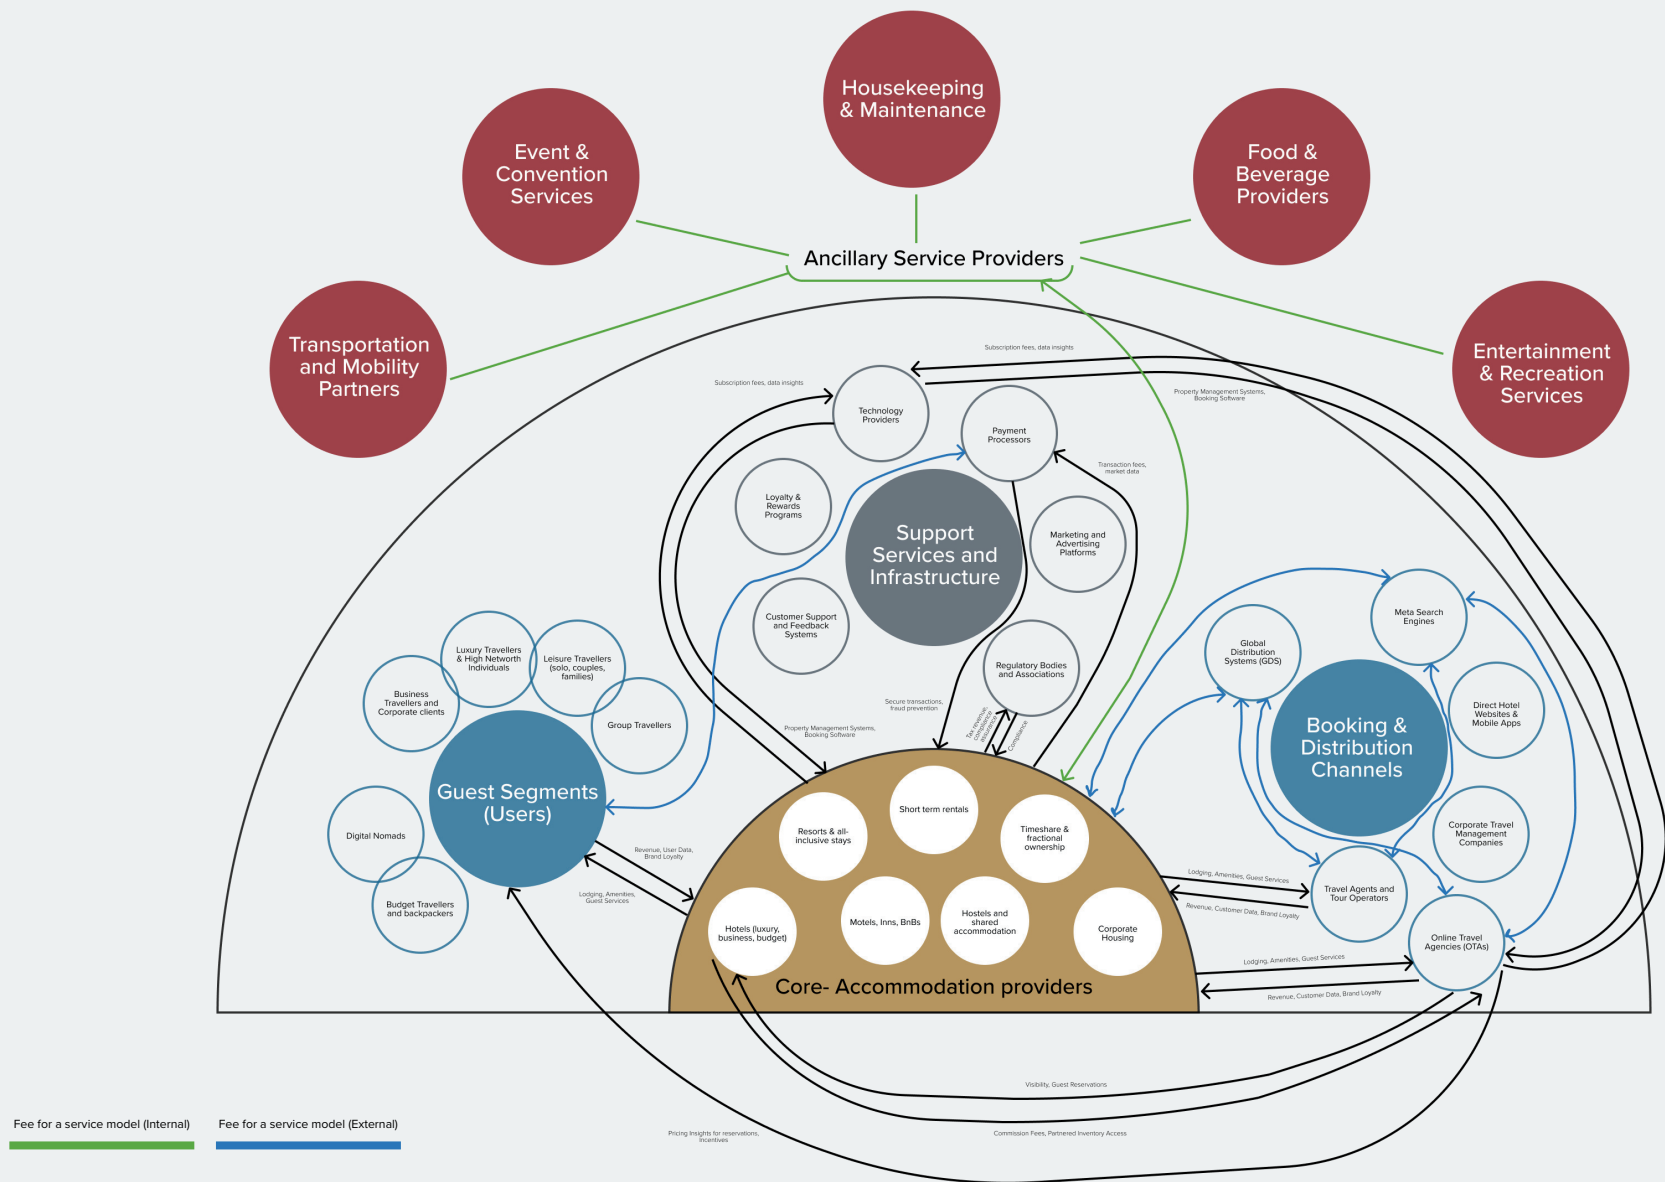 Housekeeping
& Maintenance
Event &
Convention
Services
Food &
Beverage
Providers
Ancillary Service Providers
Transportation
and Mobility
Partners
Entertainment
& Recreation
Services
Subscription fees, data insights
Subscription fees, data insights
Property Management Systems,
Booking Software
Technology
Providers
Payment
Processors
Transaction fees,
market data
Loyalty &
Rewards
Programs
Support
Services and
Infrastructure
Marketing and
Advertising
Platforms
Customer Support
and Feedback
Systems
Regulatory Bodies
and Associations
Secure transactions,
fraud prevention
Tax revenue,
compliance
assurance
Compliance
Property Management Systems,
Booking Software
Luxury Travellers
& High Networth
Individuals
Leisure Travellers
(solo, couples,
families)
Business
Travellers and
Corporate clients
Group Travellers
Guest Segments
(Users)
Digital Nomads
Budget Travellers
and backpackers
Revenue, User Data,
Brand Loyalty
Lodging, Amenities,
Guest Services
Meta Search
Engines
Global
Distribution
Systems (GDS)
Direct Hotel
Websites &
Mobile Apps
Booking &
Distribution
Channels
Corporate Travel
Management
Companies
Travel Agents and
Tour Operators
Online Travel
Agencies (OTAs)
Lodging, Amenities, Guest Services
Revenue, Customer Data, Brand Loyalty
Lodging, Amenities, Guest Services
Revenue, Customer Data, Brand Loyalty
Short term rentals
Resorts & all-
inclusive stays
Timeshare &
fractional
ownership
Hotels (luxury,
business, budget)
Motels, Inns, BnBs
Hostels and
shared
accommodation
Corporate
Housing
Core- Accommodation providers
Visibility, Guest Reservations
Commission Fees, Partnered Inventory Access
Pricing Insights for reservations,
Incentives
Fee for a service model (Internal)
Fee for a service model (External)